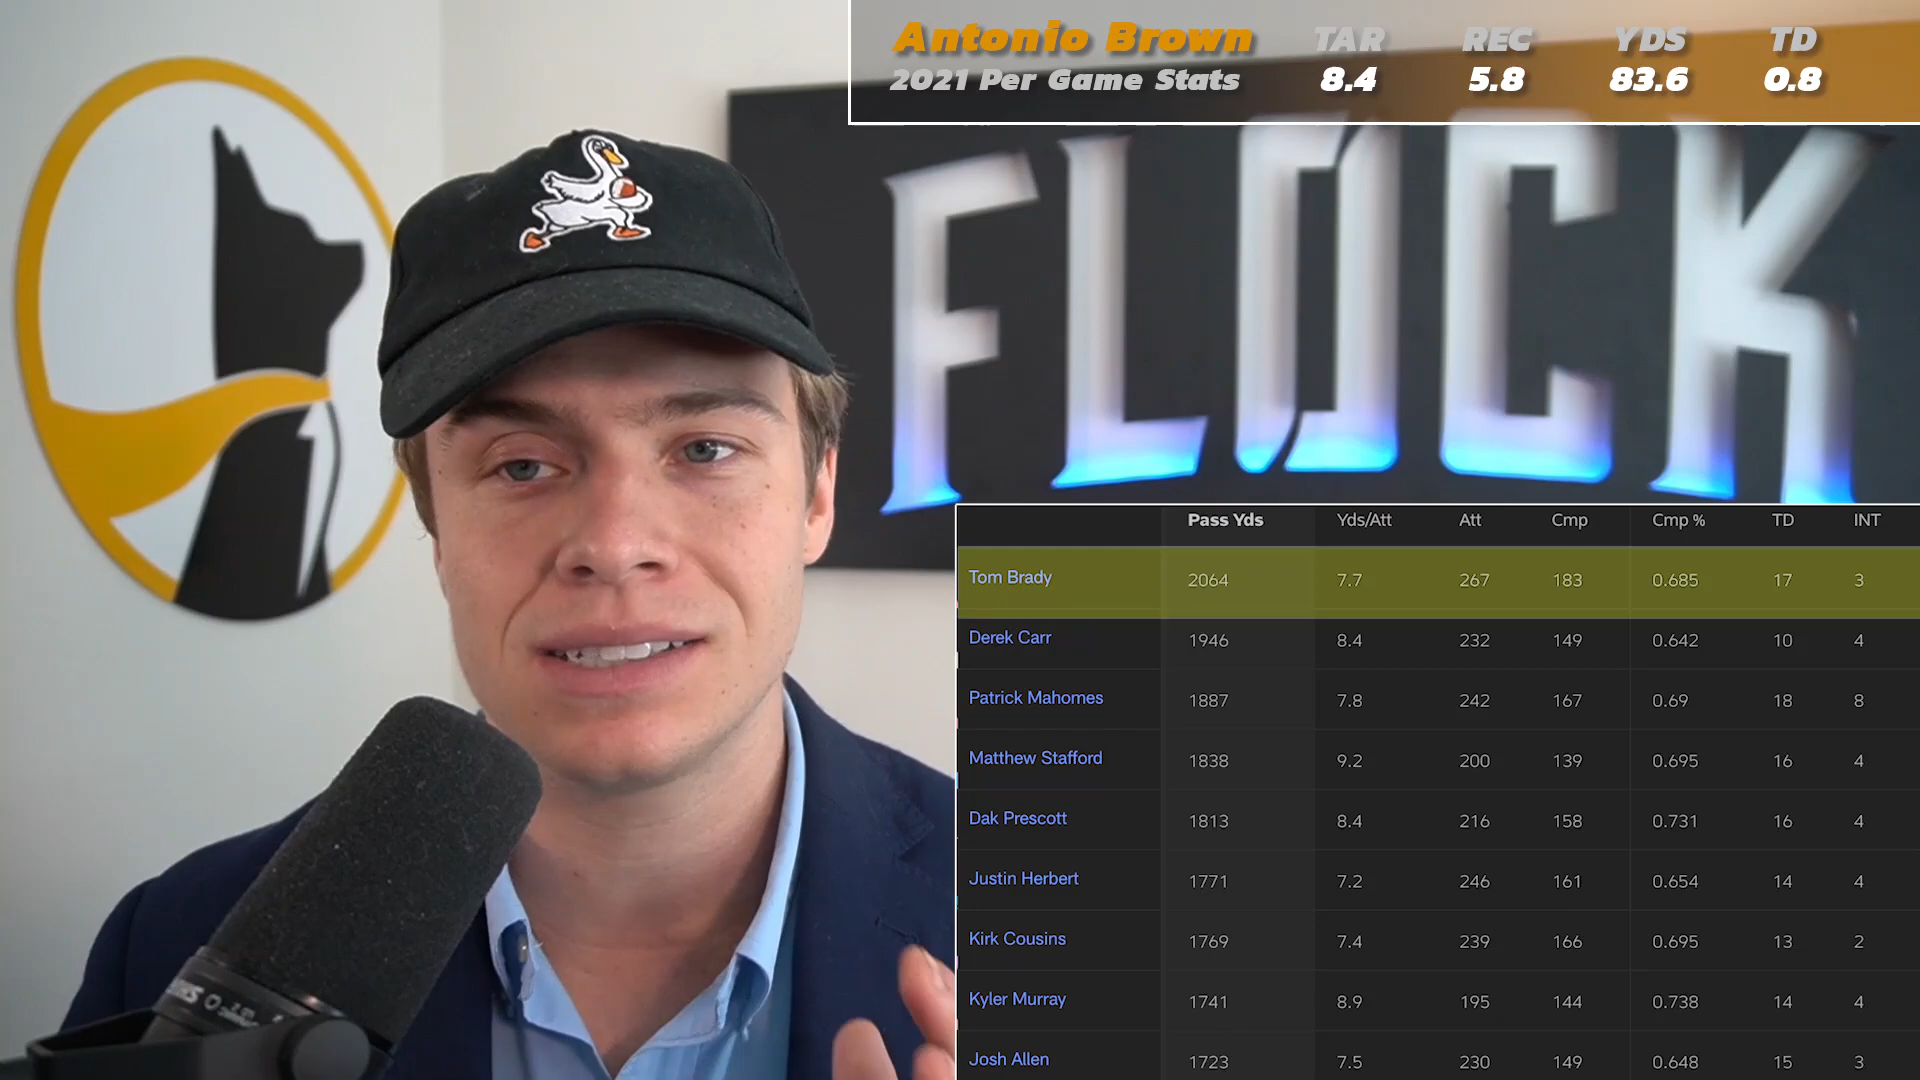 Antonio Brown TAR REC YDS TD
2021 Per Game Stats 8.4 5.8 83.6 0.8
FLOCK
Pass Yds Yds/Att Att Cmp Cmp % TD INT
Tom Brady 2064 7.7 267 183 0.685 17 3
Derek Carr 1946 8.4 232 149 0.642 10 4
Patrick Mahomes 1887 7.8 242 167 0.69 18 8
Matthew Stafford 1838 9.2 200 139 0.695 16 4
Dak Prescott 1813 8.4 216 158 0.731 16 4
Justin Herbert 1771 7.2 246 161 0.654 14 4
Kirk Cousins 1769 7.4 239 166 0.695 13 2
Kyler Murray 1741 8.9 195 144 0.738 14 4
Josh Allen 1723 7.5 230 149 0.648 15 3